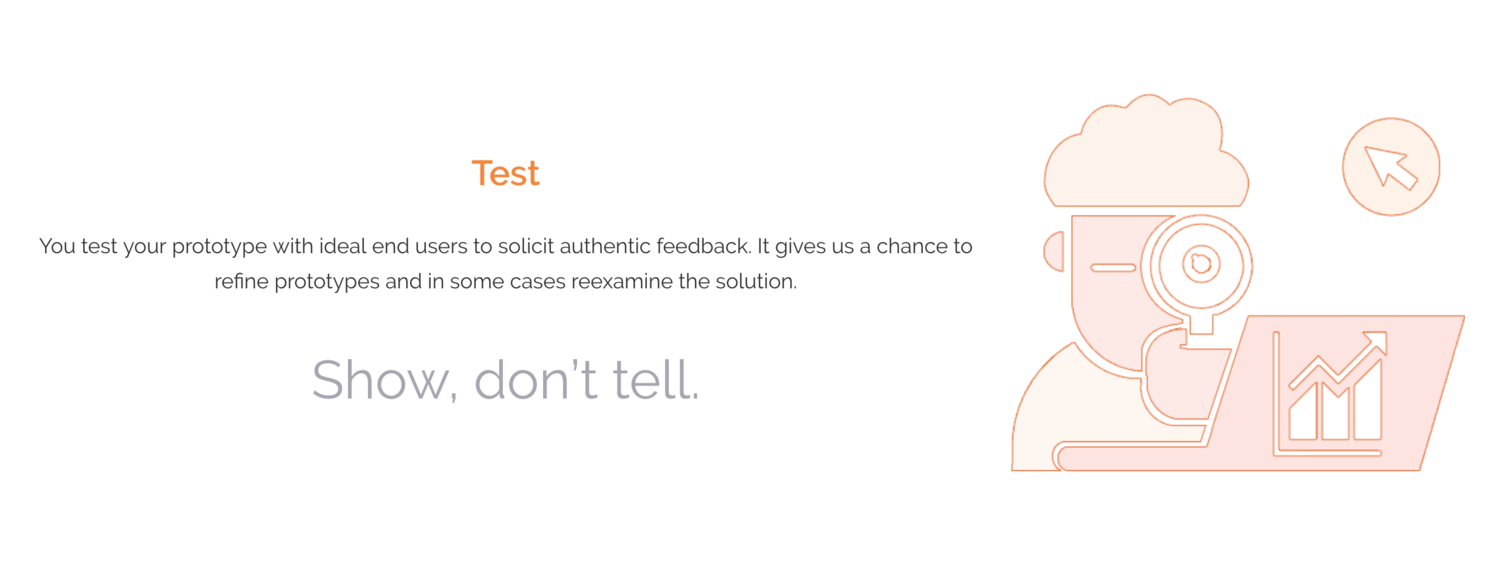 Test
You test your prototype with ideal end users to solicit authentic feedback. It gives us a chance to
refine prototypes and in some cases reexamine the solution.
Show, don’t tell.